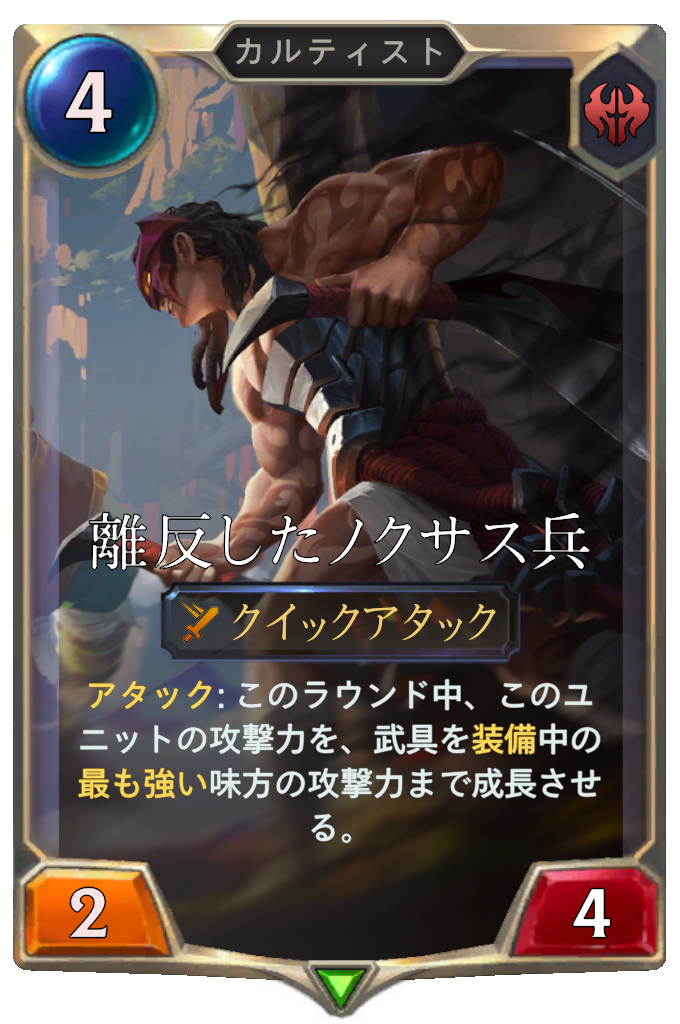 カルティスト
4
離反したノクサス兵
クイックアタック
アタック: このラウンド中、このユ
ニットの攻撃力を、武具を装備中の
最も強い味方の攻撃力まで成長させ
る。
2
4